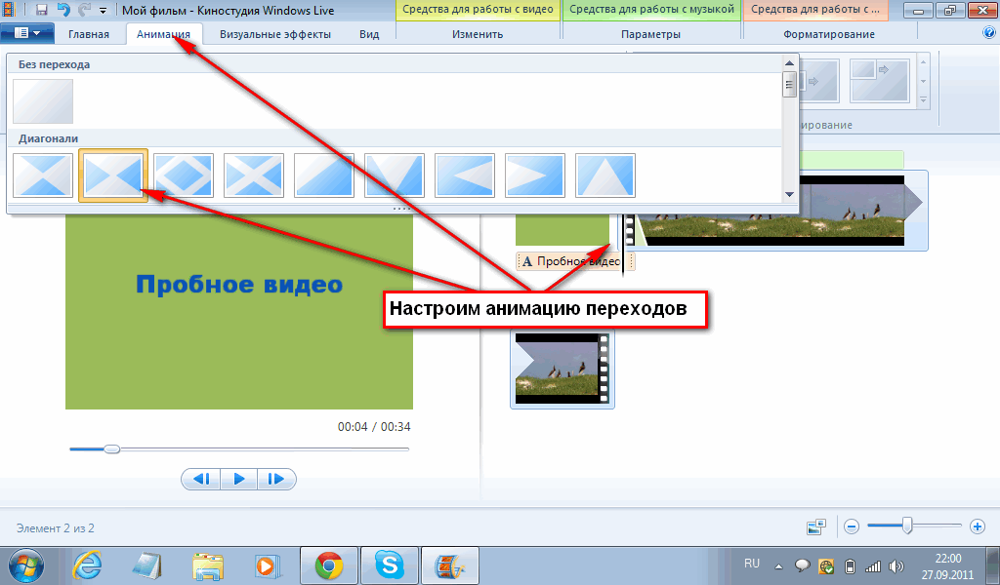 Мой фильм - Киностудия Windows Live
Средства для работы с видео
Средства для работы с музыкой
Средства для работы с ...
Главная
Анимация
Визуальные эффекты
Вид
Изменить
Параметры
Форматирование
Без перехода
Диагонали
ирование
Пробное видео
A Пробное видео
Настроим анимацию переходов
00:04 / 00:34
Элемент 2 из 2
RU
22:00
27.09.2011